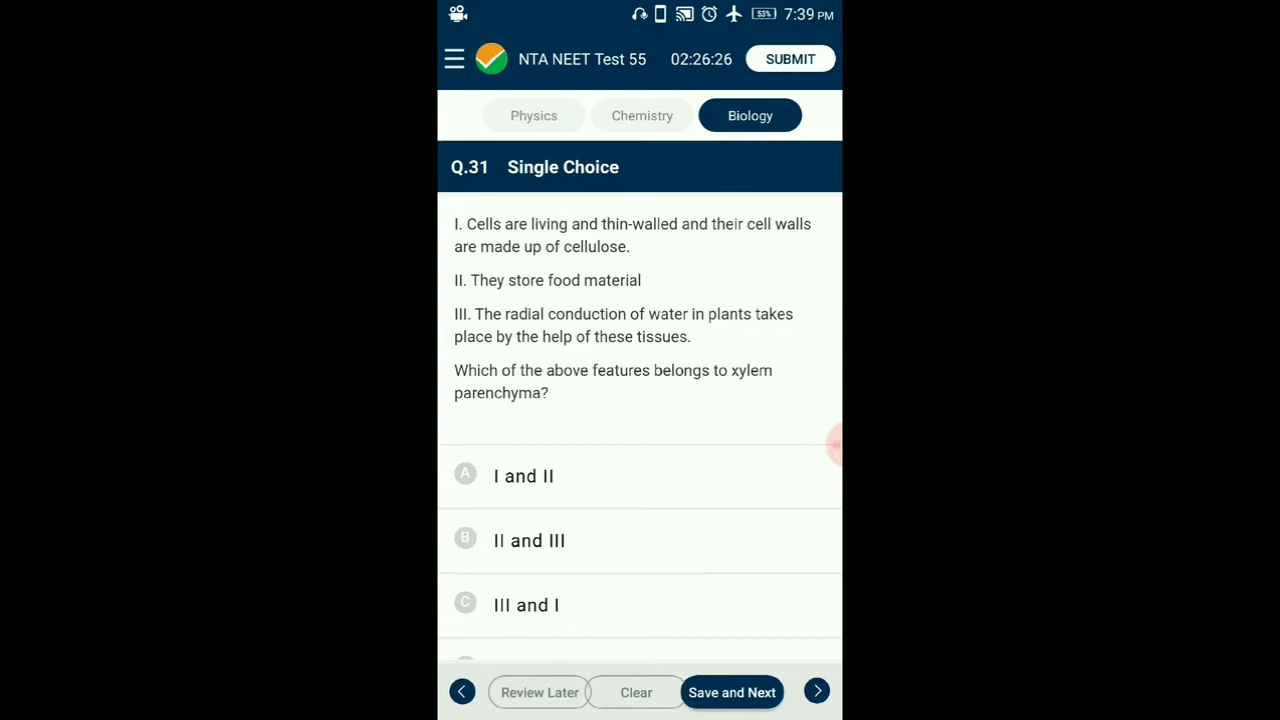 53% 7:39 PM
NTA NEET Test 55 02:26:26 SUBMIT
Physics Chemistry Biology
Q.31 Single Choice
I. Cells are living and thin-walled and their cell walls
are made up of cellulose.
II. They store food material
III. The radial conduction of water in plants takes
place by the help of these tissues.
Which of the above features belongs to xylem
parenchyma?
A I and II
B II and III
C III and I
Review Later Clear Save and Next